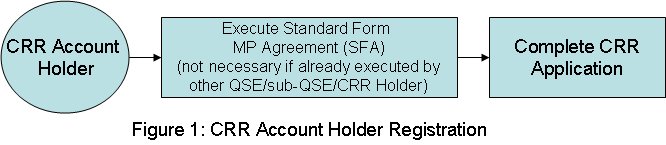 CRR Account
Holder
Execute Standard Form
MP Agreement (SFA)
(not necessary if already executed by
other QSE/sub-QSE/CRR Holder)
Complete CRR
Application
Figure 1: CRR Account Holder Registration